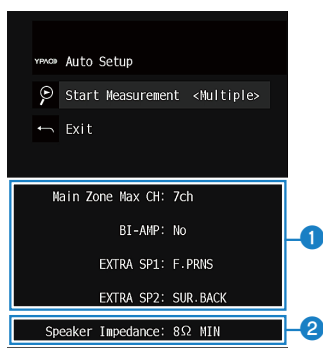 YPAO Auto Setup
Start Measurement <Multiple>
Exit
Main Zone Max CH: 7ch
BI-AMP: No
EXTRA SP1: F.PRNS
EXTRA SP2: SUR.BACK
1
Speaker Impedance: 8Ω MIN
2